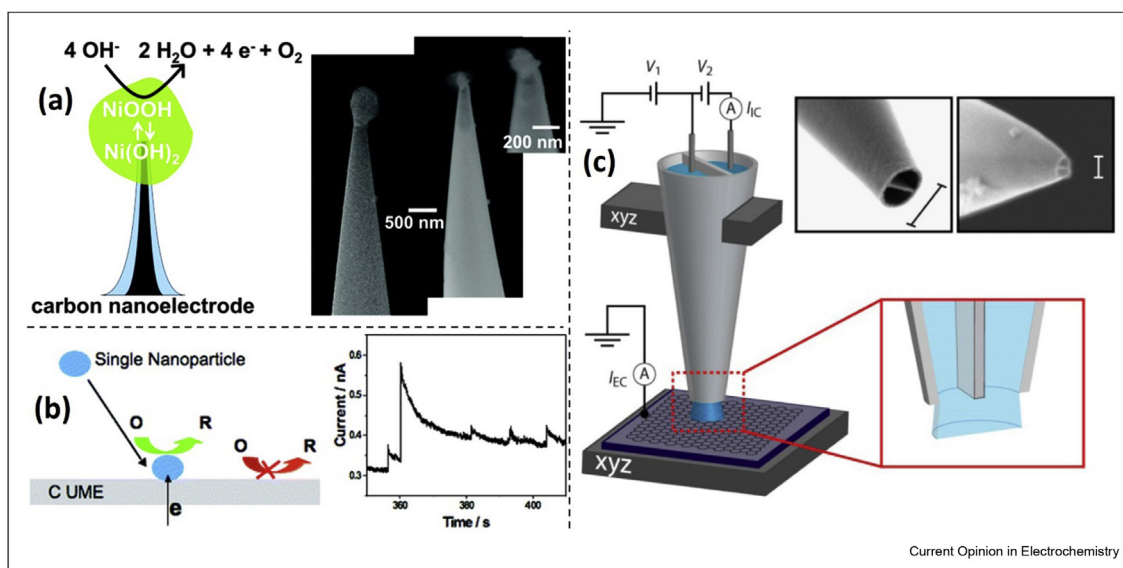 (a)
4 OH⁻ 2 H₂O + 4 e⁻ + O₂
NiOOH
Ni(OH)₂
carbon nanoelectrode
500 nm
200 nm
(b)
Single Nanoparticle
O R
O R
C UME
e
Current / nA
0.6
0.5
0.4
0.3
360 380 400
Time / s
(c)
V₁ V₂
A I_IC
xyz
I_EC A
xyz
Current Opinion in Electrochemistry